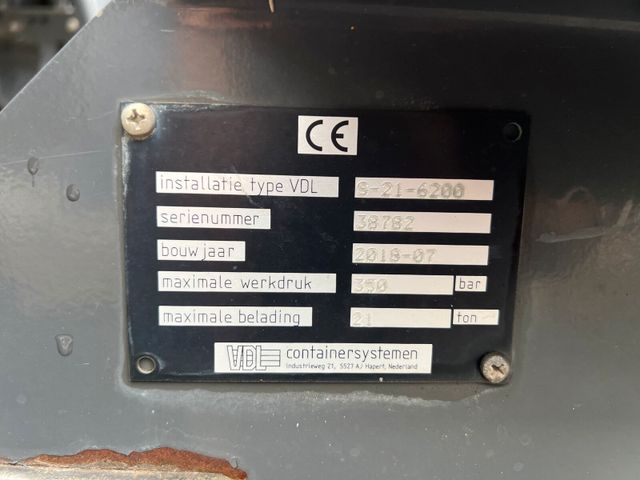 CE
installatie type VDL S-21-6200
serienummer 38782
bouwjaar 2018-07
maximale werkdruk 350 bar
maximale belading 21 ton
VDL containersystemen
Industrieweg 21, 5527 AJ Hapert, Nederland